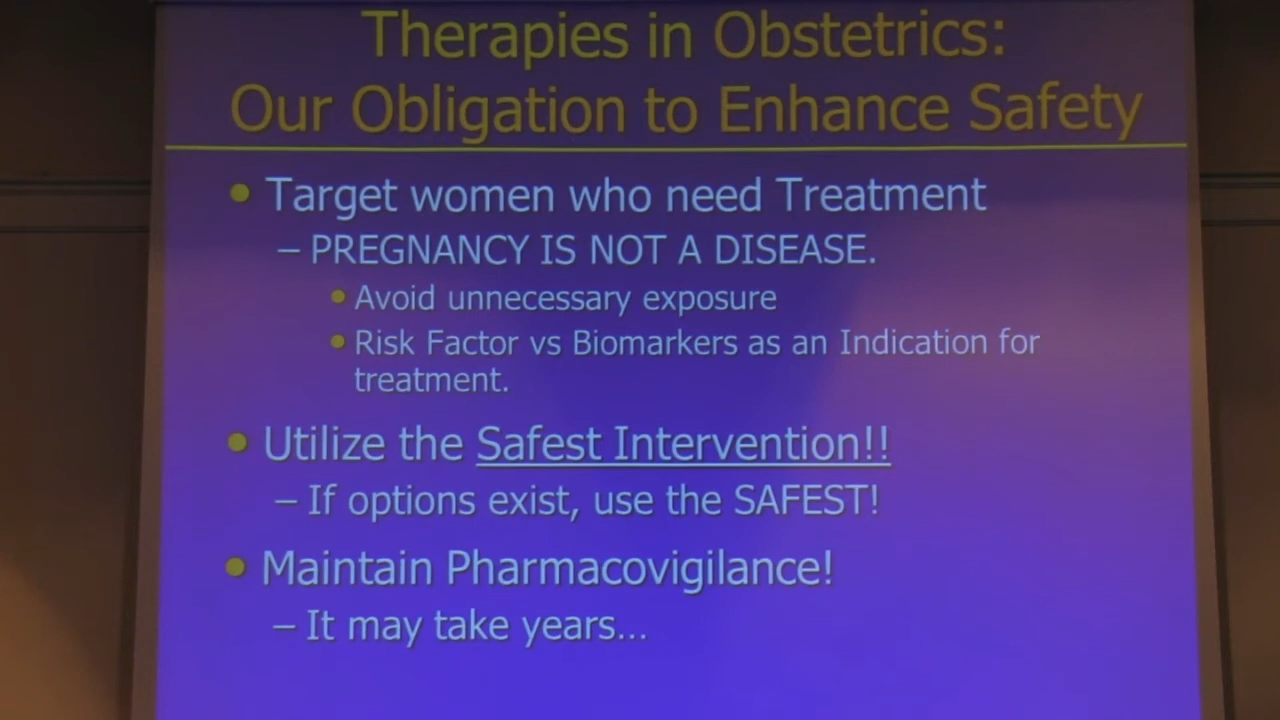 Therapies in Obstetrics:
Our Obligation to Enhance Safety
• Target women who need Treatment
– PREGNANCY IS NOT A DISEASE.
• Avoid unnecessary exposure
• Risk Factor vs Biomarkers as an Indication for
treatment.
• Utilize the Safest Intervention!!
– If options exist, use the SAFEST!
• Maintain Pharmacovigilance!
– It may take years...